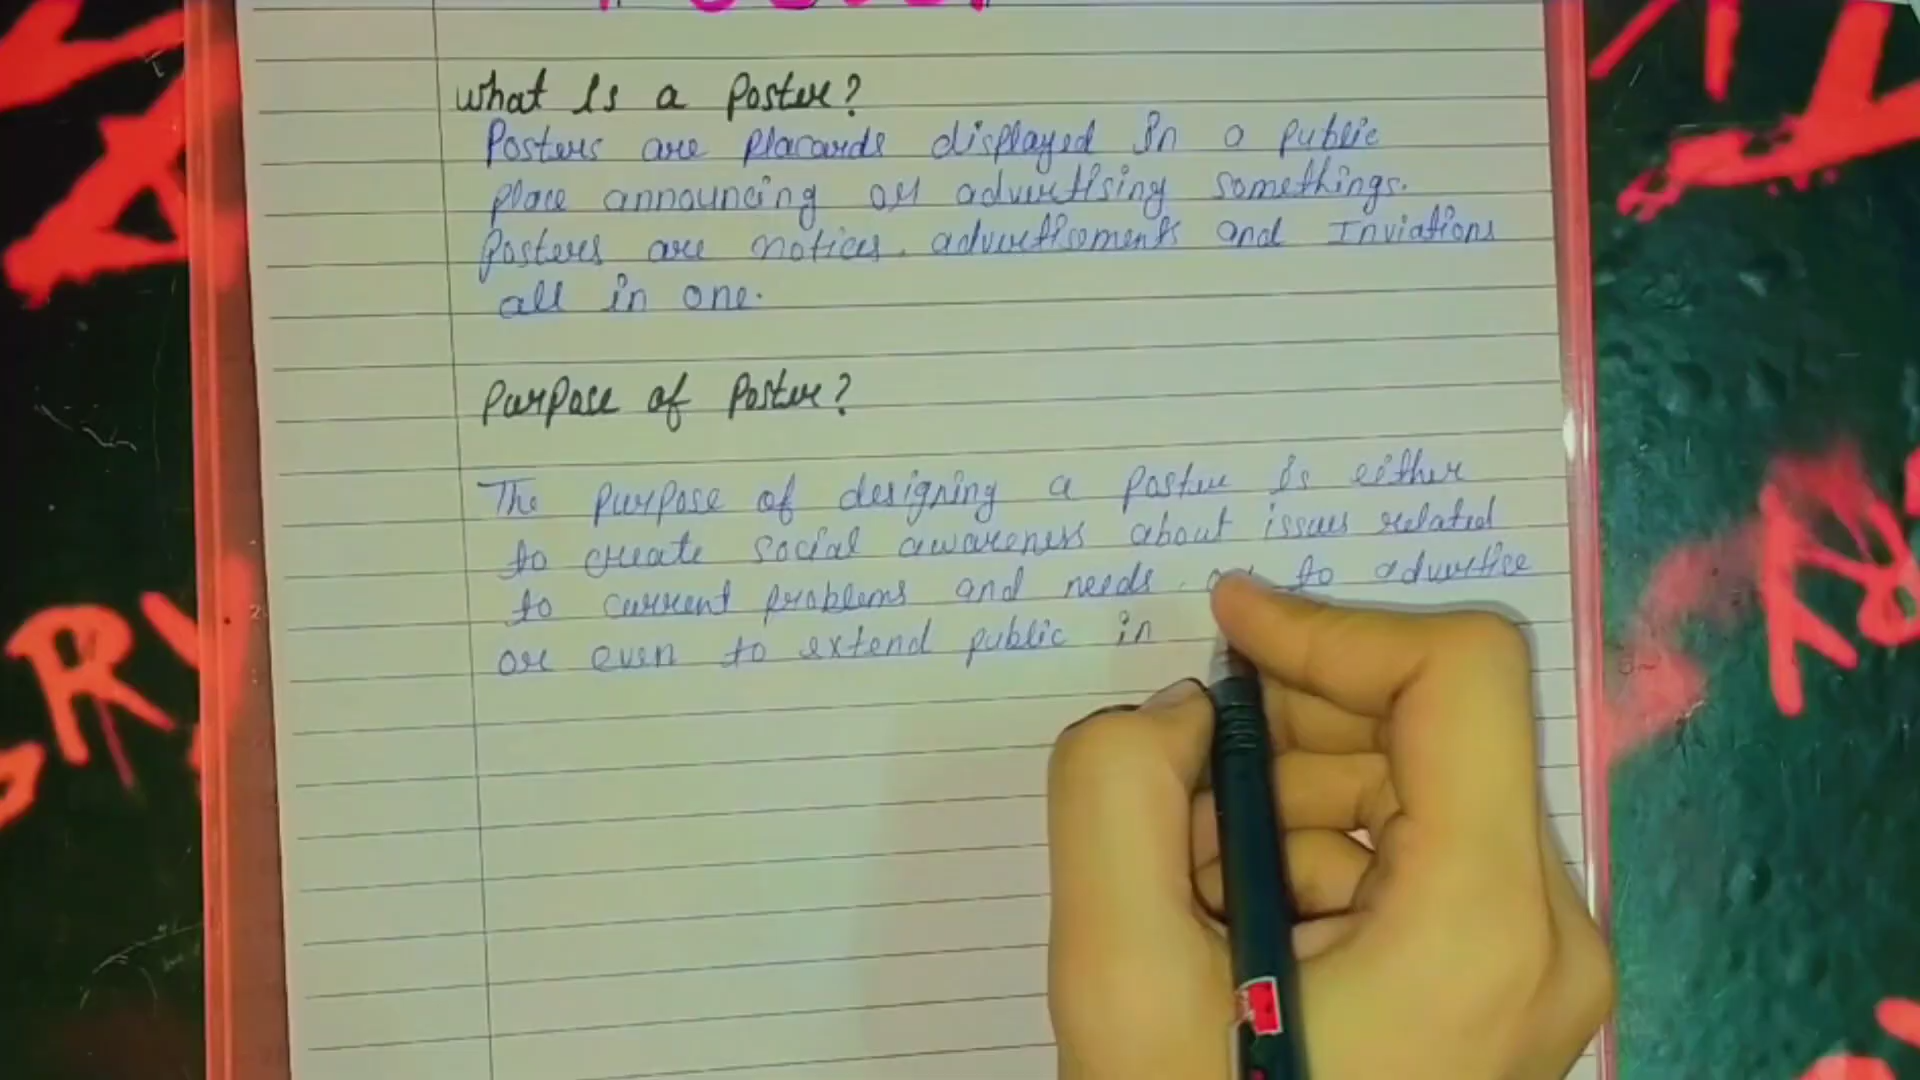 What is a Poster?
Posters are placards displayed in a public
place announcing or advertising somethings.
Posters are notices, advertisements and Inviations
all in one.
Purpose of Poster?
The purpose of designing a poster is either
to create social awareness about issues related
to current problems and needs, to advertice
or even to extend public in